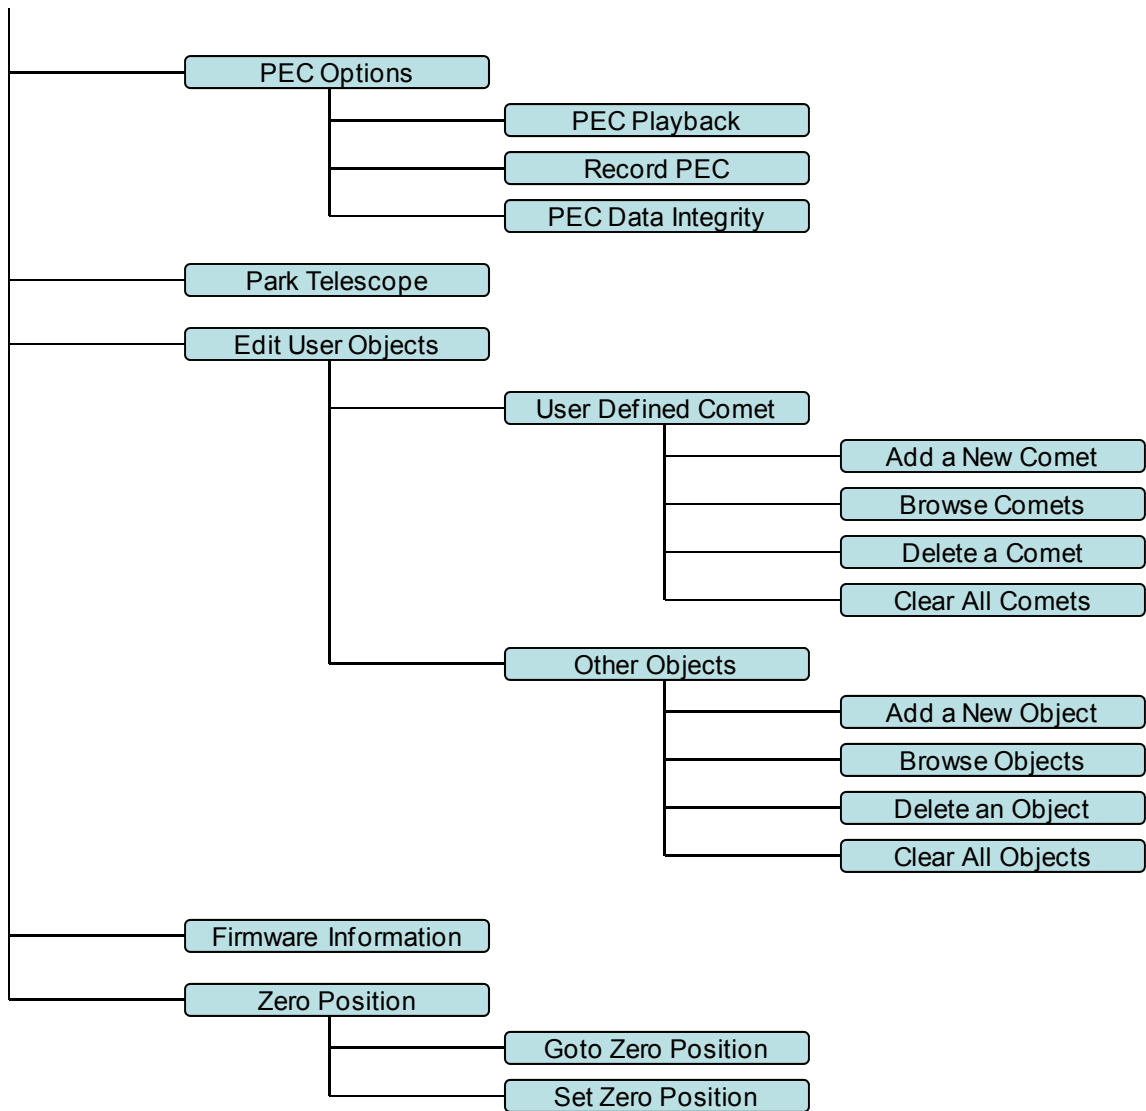 PEC Options
PEC Playback
Record PEC
PEC Data Integrity
Park Telescope
Edit User Objects
User Defined Comet
Add a New Comet
Browse Comets
Delete a Comet
Clear All Comets
Other Objects
Add a New Object
Browse Objects
Delete an Object
Clear All Objects
Firmware Information
Zero Position
Goto Zero Position
Set Zero Position